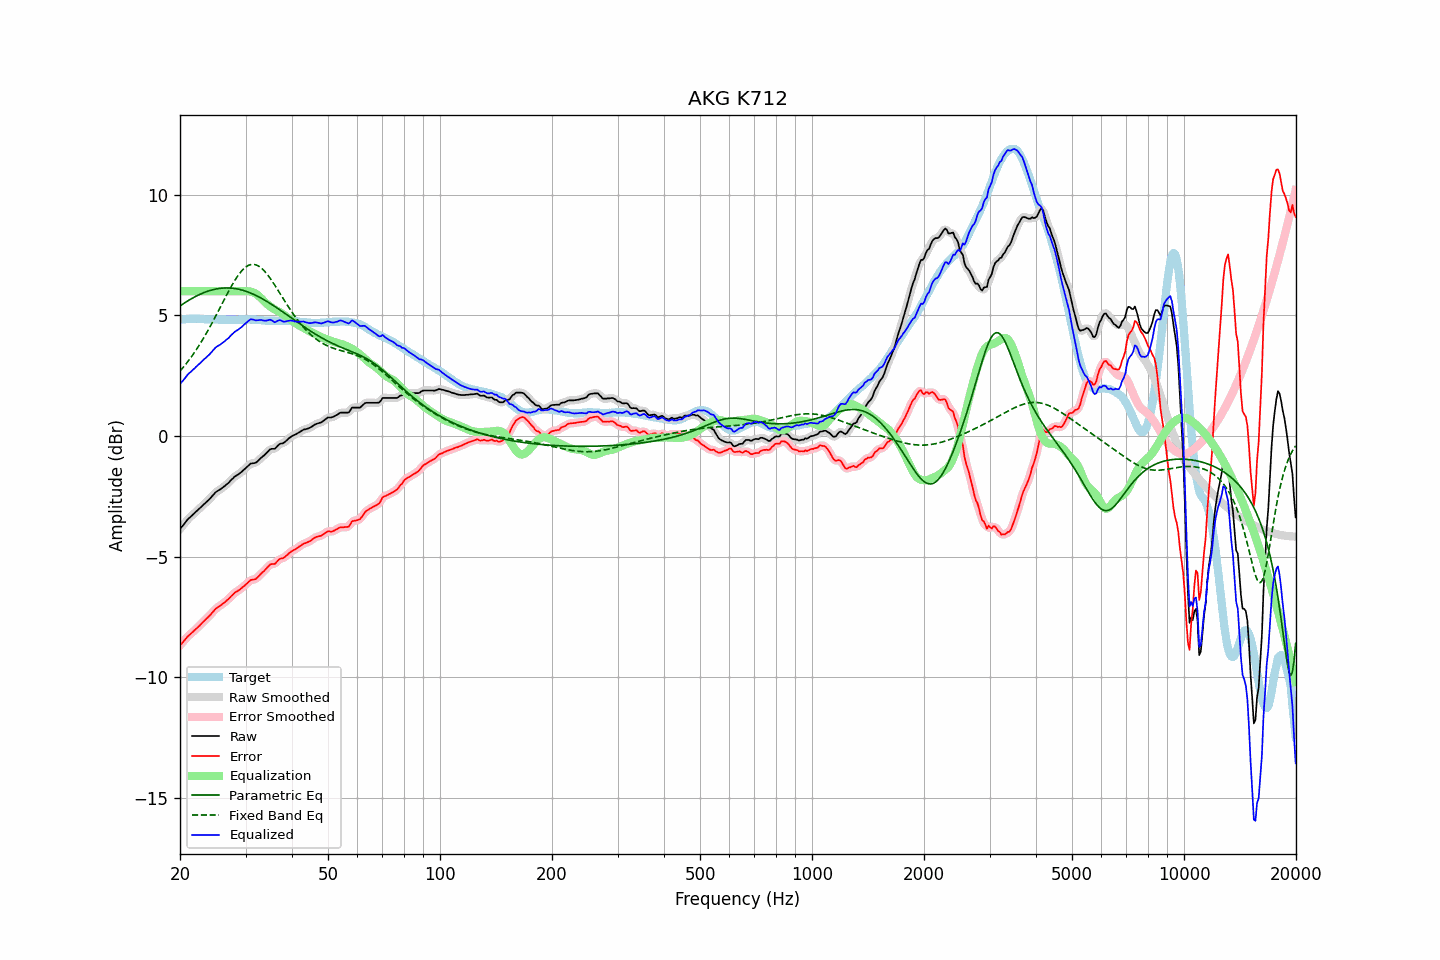 AKG K712
Amplitude (dBr)
10
5
0
−5
−10
−15
Target
Raw Smoothed
Error Smoothed
Raw
Error
Equalization
Parametric Eq
Fixed Band Eq
Equalized
20 50 100 200 500 1000 2000 5000 10000 20000
Frequency (Hz)